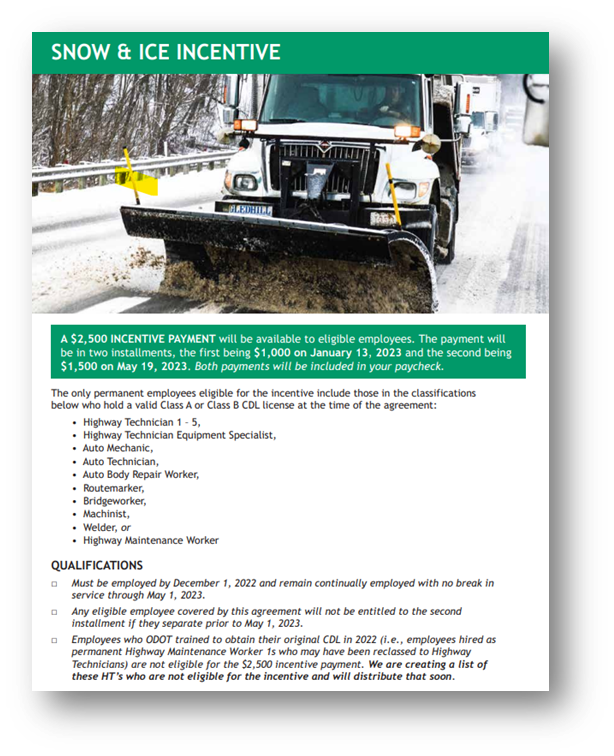 SNOW & ICE INCENTIVE
GLEDHILL
A $2,500 INCENTIVE PAYMENT will be available to eligible employees. The payment will
be in two installments, the first being $1,000 on January 13, 2023 and the second being
$1,500 on May 19, 2023. Both payments will be included in your paycheck.
The only permanent employees eligible for the incentive include those in the classifications
below who hold a valid Class A or Class B CDL license at the time of the agreement:
• Highway Technician 1 - 5,
• Highway Technician Equipment Specialist,
• Auto Mechanic,
• Auto Technician,
• Auto Body Repair Worker,
• Routemarker,
• Bridgeworker,
• Machinist,
• Welder, or
• Highway Maintenance Worker
QUALIFICATIONS
□ Must be employed by December 1, 2022 and remain continually employed with no break in
service through May 1, 2023.
□ Any eligible employee covered by this agreement will not be entitled to the second
installment if they separate prior to May 1, 2023.
□ Employees who ODOT trained to obtain their original CDL in 2022 (i.e., employees hired as
permanent Highway Maintenance Worker 1s who may have been reclassed to Highway
Technicians) are not eligible for the $2,500 incentive payment. We are creating a list of
these HT's who are not eligible for the incentive and will distribute that soon.